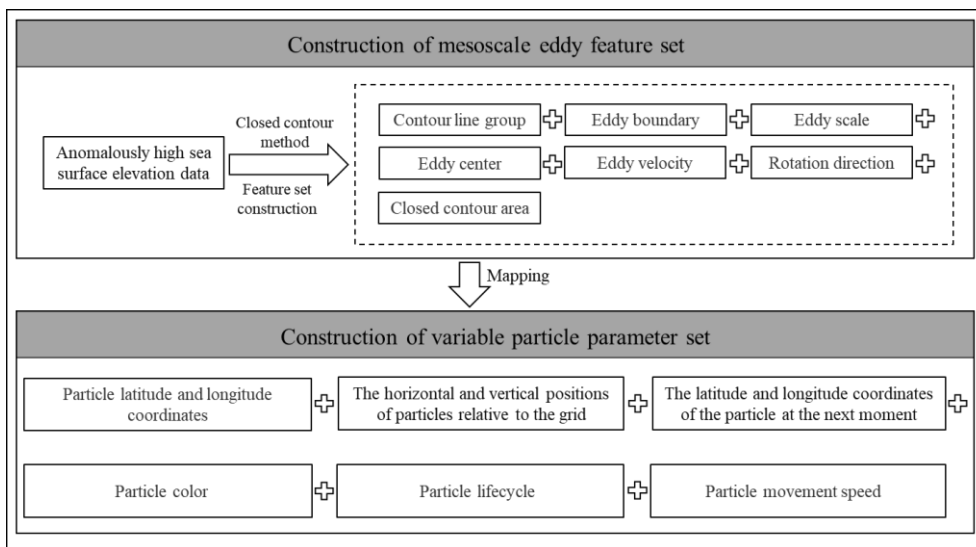 Construction of mesoscale eddy feature set
Closed contour
method
Anomalously high sea
surface elevation data
Feature set
construction
Contour line group
Eddy boundary
Eddy scale
Eddy center
Eddy velocity
Rotation direction
Closed contour area
Mapping
Construction of variable particle parameter set
Particle latitude and longitude
coordinates
The horizontal and vertical positions
of particles relative to the grid
The latitude and longitude coordinates
of the particle at the next moment
Particle color
Particle lifecycle
Particle movement speed